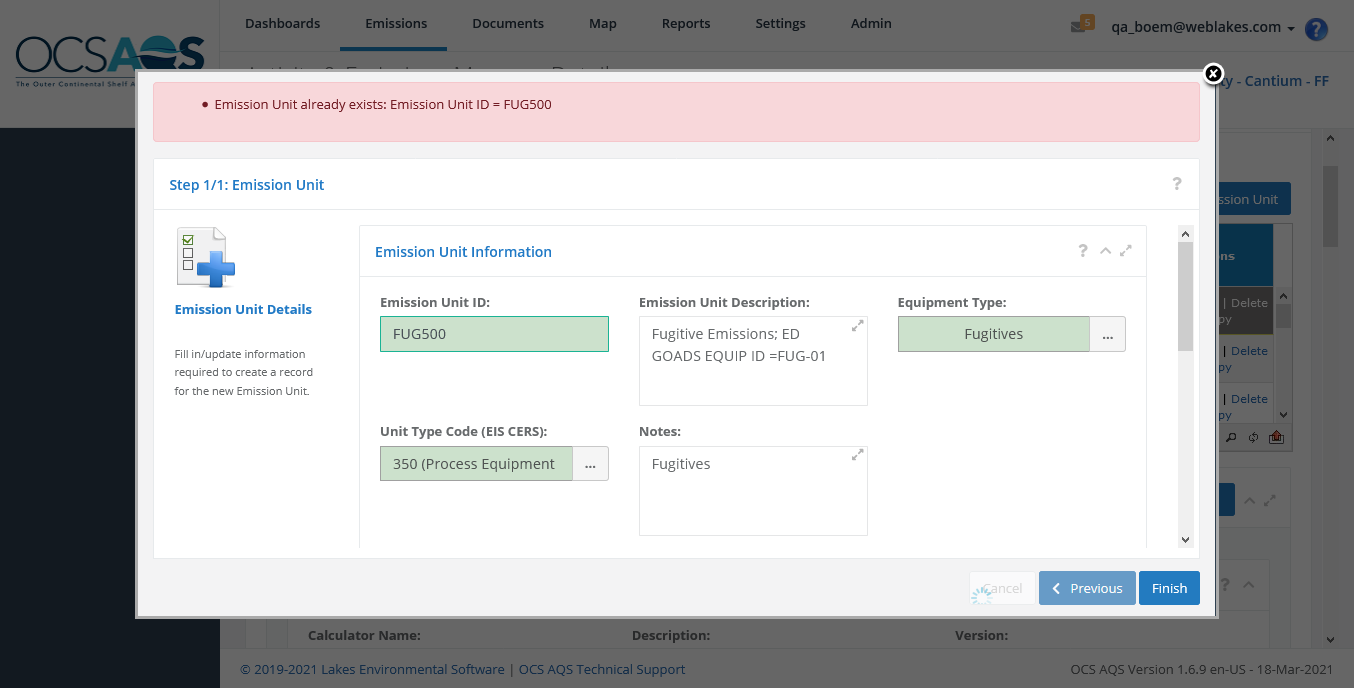 Dashboards
Emissions
Documents
Map
Reports
Settings
Admin
5
qa_boem@weblakes.com
?
OCSAQS
The Outer Continental Shelf A
ty - Cantium - FF
Emission Unit already exists: Emission Unit ID = FUG500
Step 1/1: Emission Unit
?
ssion Unit
Emission Unit Information
?
ns
Emission Unit Details
Fill in/update information
required to create a record
for the new Emission Unit.
Emission Unit ID:
Emission Unit Description:
Equipment Type:
FUG500
Fugitive Emissions; ED
GOADS EQUIP ID =FUG-01
Fugitives
...
| Delete
py
| Delete
py
| Delete
py
Unit Type Code (EIS CERS):
Notes:
350 (Process Equipment
...
Fugitives
Cancel
Previous
Finish
?
Calculator Name:
Description:
Version:
© 2019-2021 Lakes Environmental Software | OCS AQS Technical Support
OCS AQS Version 1.6.9 en-US - 18-Mar-2021